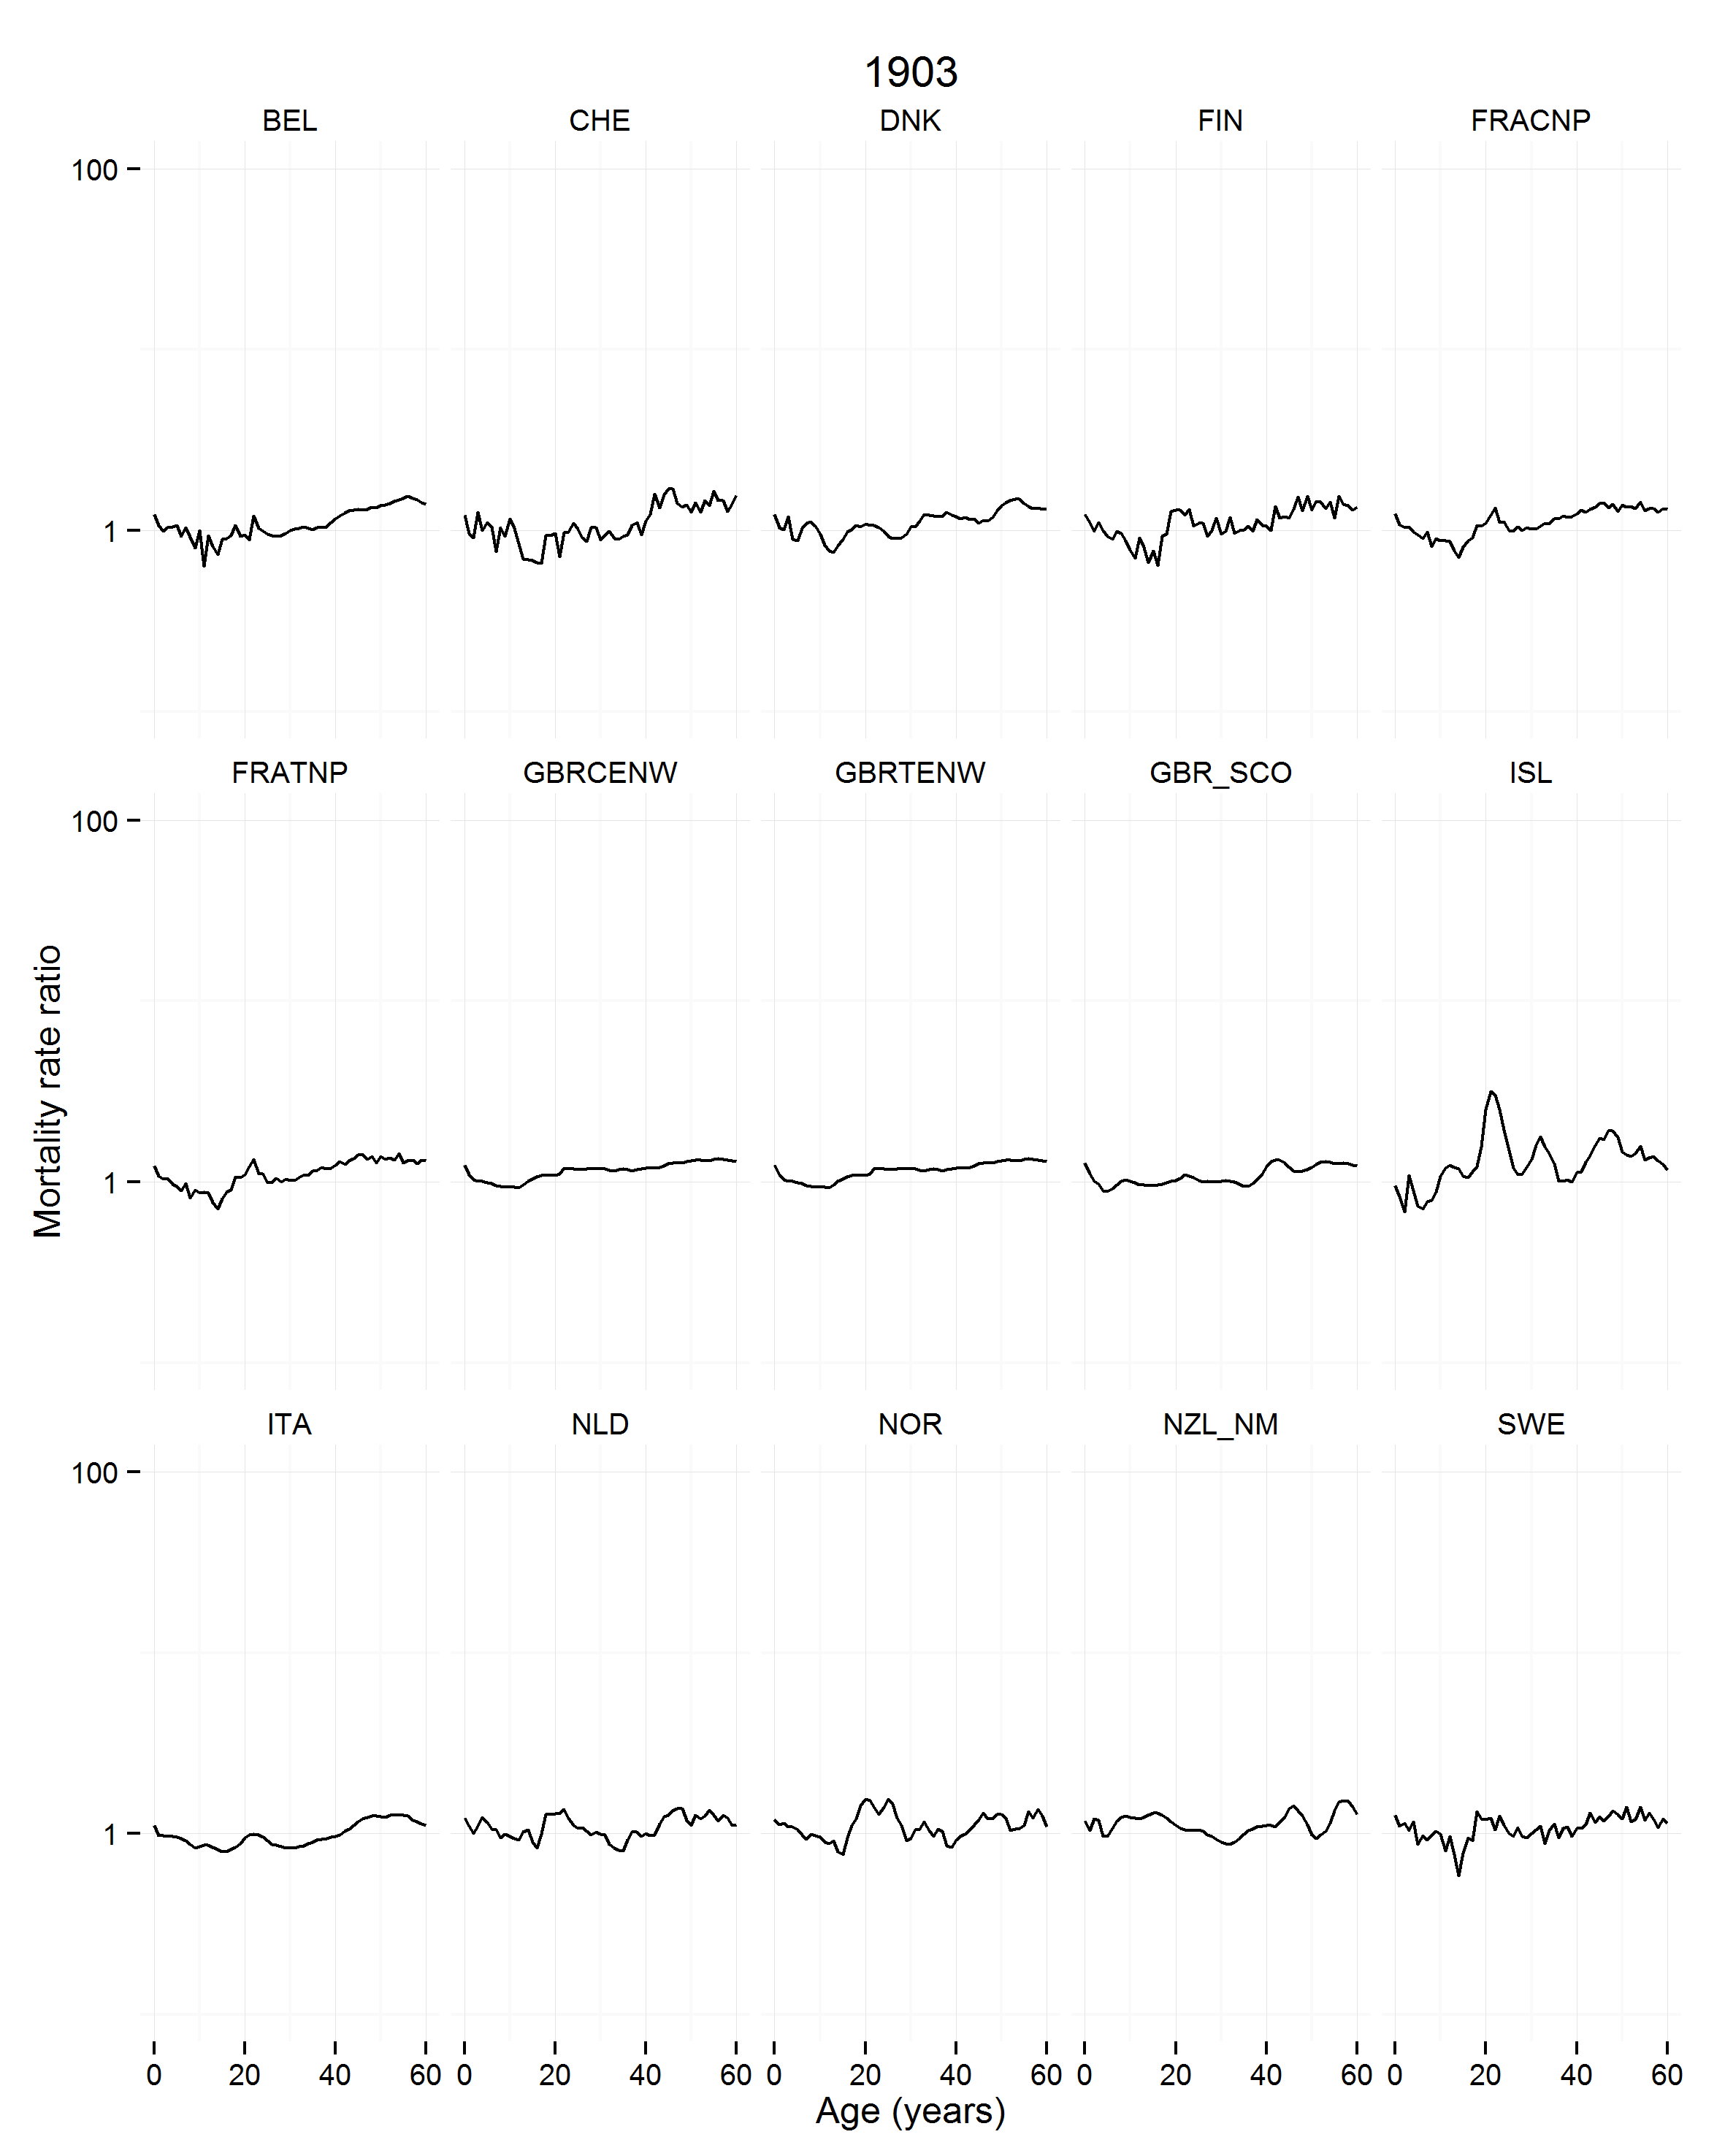 1903
BEL CHE DNK FIN FRACNP
100
1
FRATNP GBRCENW GBRTENW GBR_SCO ISL
100
Mortality rate ratio
1
ITA NLD NOR NZL_NM SWE
100
1
0 20 40 60 0 20 40 60 0 20 40 60 0 20 40 60 0 20 40 60
Age (years)